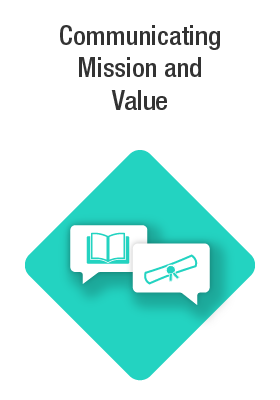 Communicating
Mission and
Value